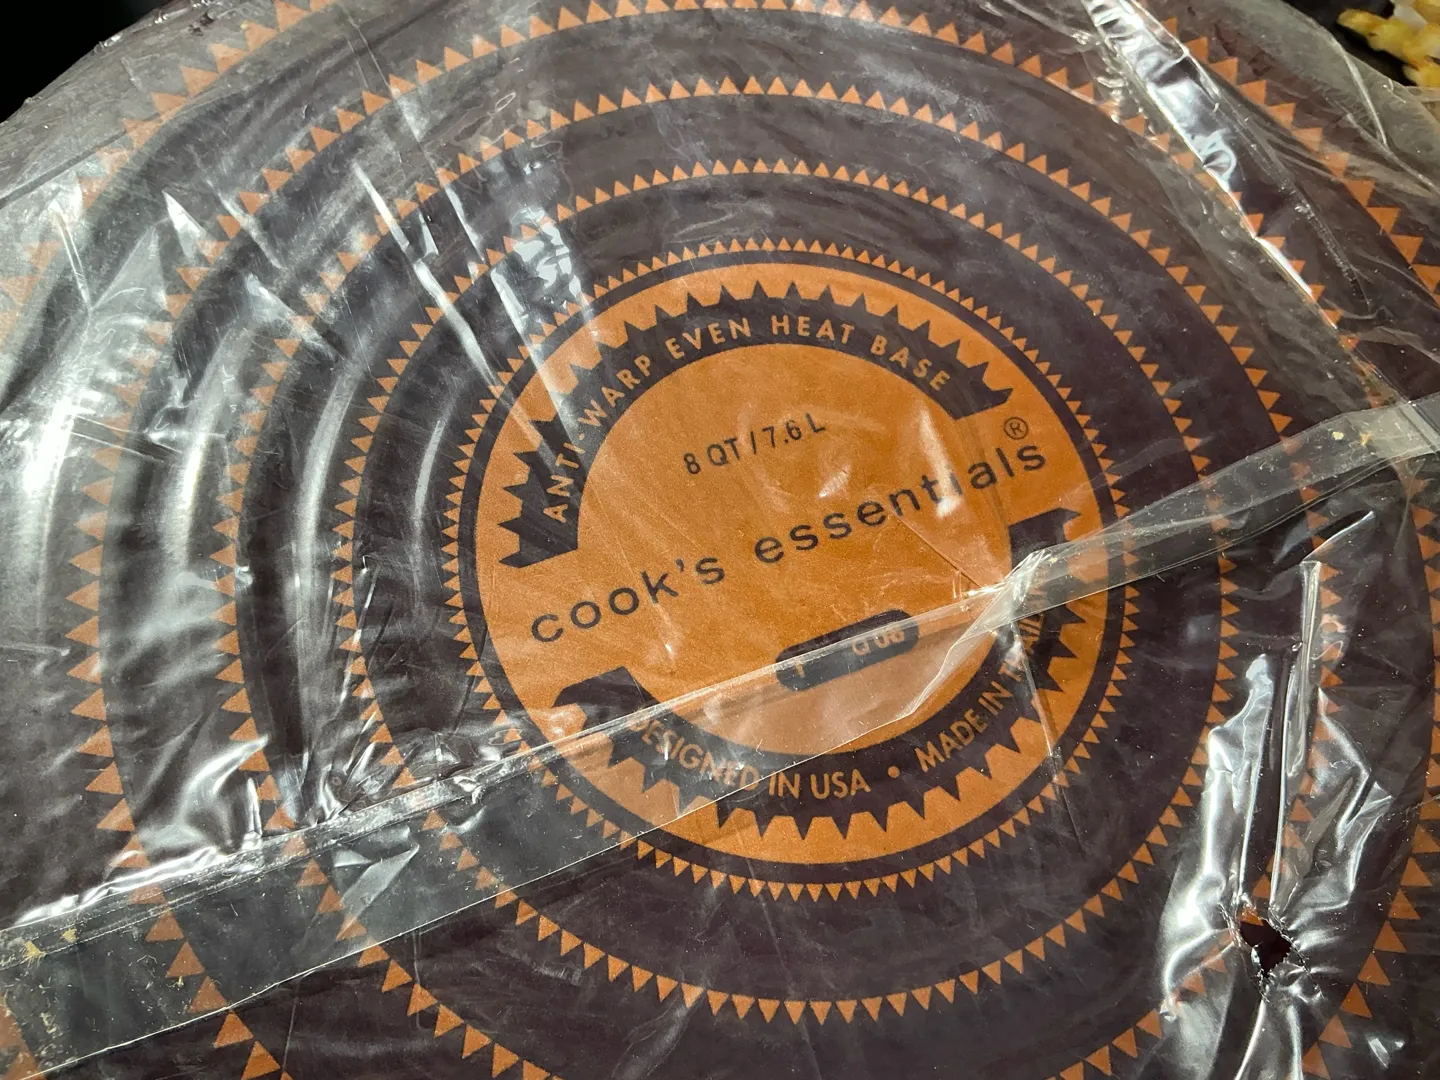 ANTI-WARP EVEN HEAT BASE
8 QT / 7.6 L
cook's essentials®
DESIGNED IN USA • MADE IN